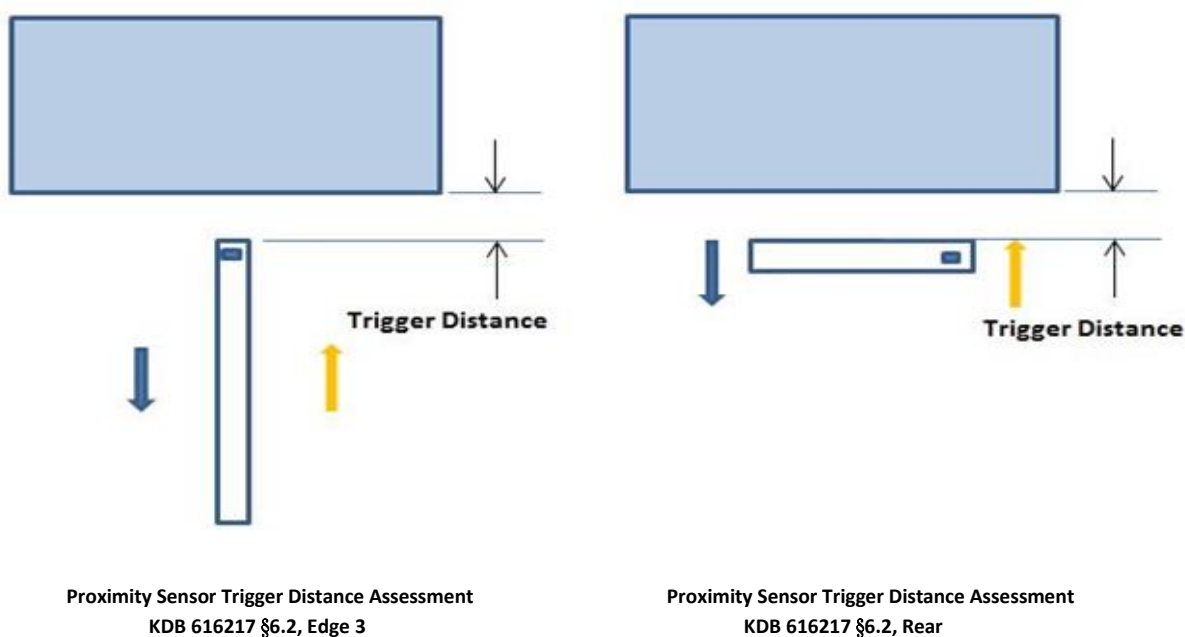 Trigger Distance
Trigger Distance
Proximity Sensor Trigger Distance Assessment
KDB 616217 §6.2, Edge 3
Proximity Sensor Trigger Distance Assessment
KDB 616217 §6.2, Rear